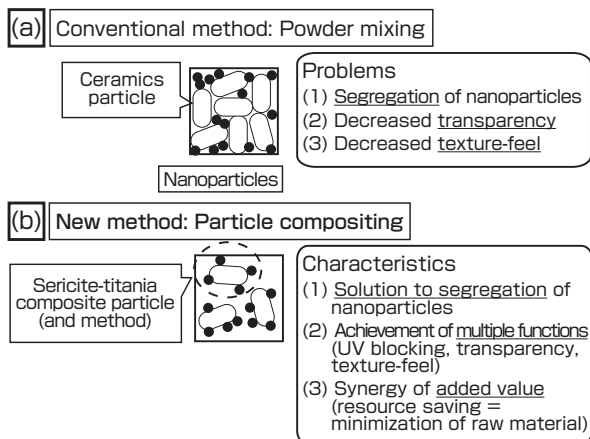 (a) Conventional method: Powder mixing
Ceramics
particle
Nanoparticles
Problems
(1) Segregation of nanoparticles
(2) Decreased transparency
(3) Decreased texture-feel
(b) New method: Particle compositing
Sericite-titania
composite particle
(and method)
Characteristics
(1) Solution to segregation of
nanoparticles
(2) Achievement of multiple functions
(UV blocking, transparency,
texture-feel)
(3) Synergy of added value
(resource saving =
minimization of raw material)